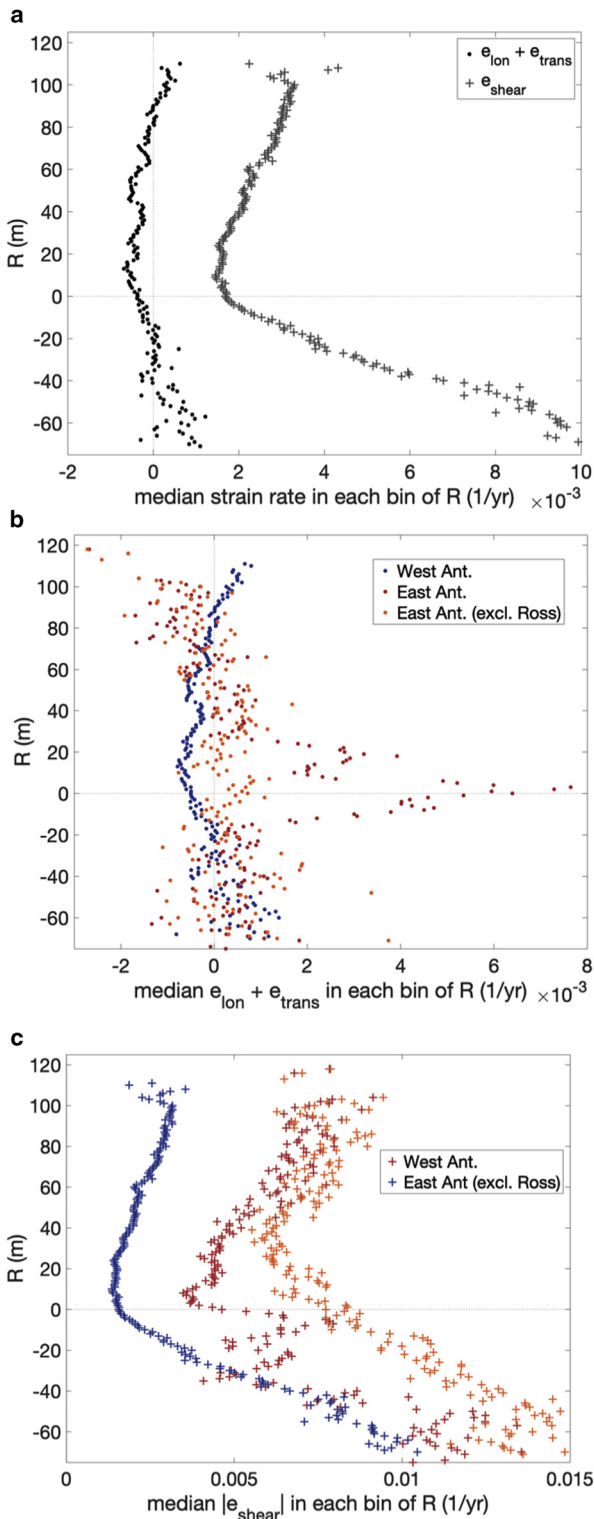 a
120
100
80
60
40
20
0
-20
-40
-60
R (m)
e_lon + e_trans
e_shear
-2 0 2 4 6 8 10
median strain rate in each bin of R (1/yr) ×10^-3
b
120
100
80
60
40
20
0
-20
-40
-60
R (m)
West Ant.
East Ant.
East Ant. (excl. Ross)
-2 0 2 4 6 8
median e_lon + e_trans in each bin of R (1/yr) ×10^-3
c
120
100
80
60
40
20
0
-20
-40
-60
R (m)
West Ant.
East Ant (excl. Ross)
0 0.005 0.01 0.015
median |e_shear| in each bin of R (1/yr)